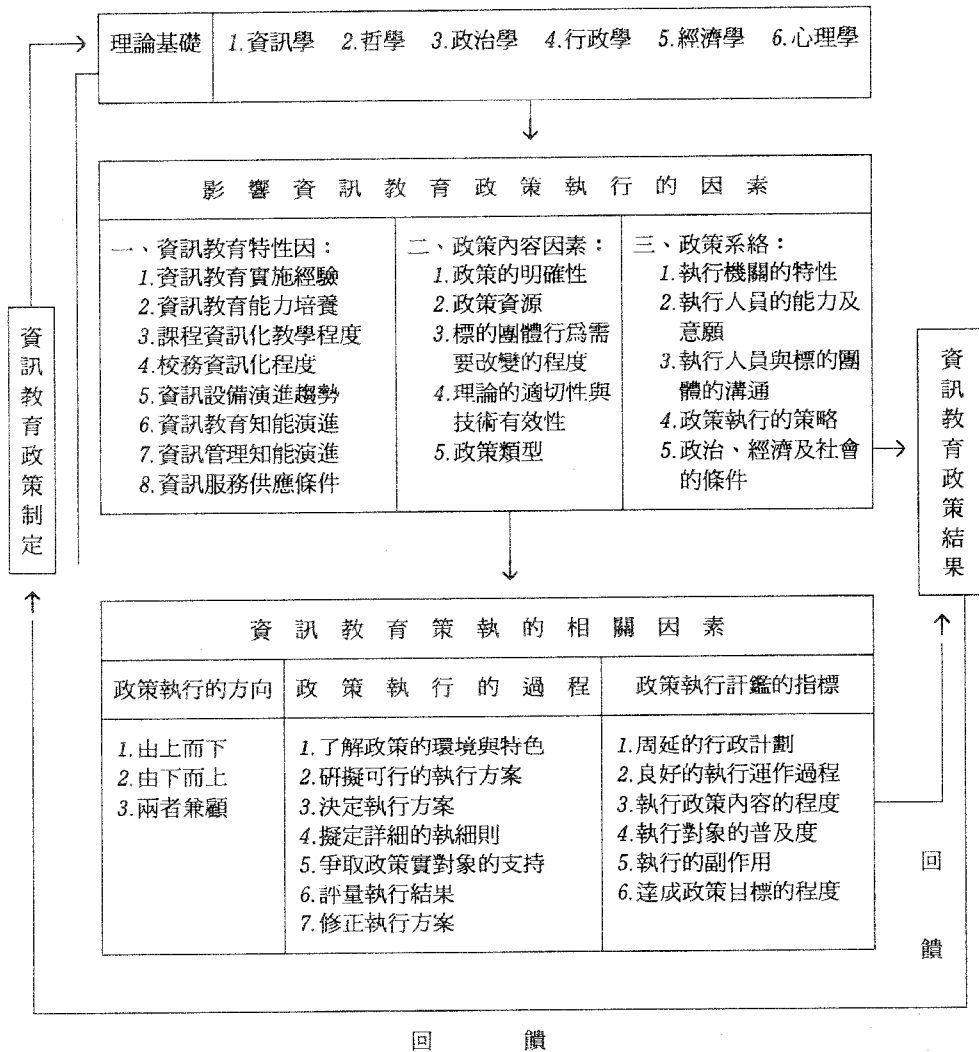 理論基礎 1.資訊學 2.哲學 3.政治學 4.行政學 5.經濟學 6.心理學
影響資訊教育政策執行的因素
一、資訊教育特性因：
1.資訊教育實施經驗
2.資訊教育能力培養
3.課程資訊化教學程度
4.校務資訊化程度
5.資訊設備演進趨勢
6.資訊教育知能演進
7.資訊管理知能演進
8.資訊服務供應條件
二、政策內容因素：
1.政策的明確性
2.政策資源
3.標的團體行爲需
要改變的程度
4.理論的適切性與
技術有效性
5.政策類型
三、政策系絡：
1.執行機關的特性
2.執行人員的能力及
意願
3.執行人員與標的團
體的溝通
4.政策執行的策略
5.政治、經濟及社會
的條件
資訊教育政策制定
資訊教育政策結果
資訊教育策執的相關因素
政策執行的方向
1.由上而下
2.由下而上
3.兩者兼顧
政策執行的過程
1.了解政策的環境與特色
2.研擬可行的執行方案
3.決定執行方案
4.擬定詳細的執細則
5.爭取政策實對象的支持
6.評量執行結果
7.修正執行方案
政策執行評鑑的指標
1.周延的行政計劃
2.良好的執行運作過程
3.執行政策內容的程度
4.執行對象的普及度
5.執行的副作用
6.達成政策目標的程度
回饋
回饋